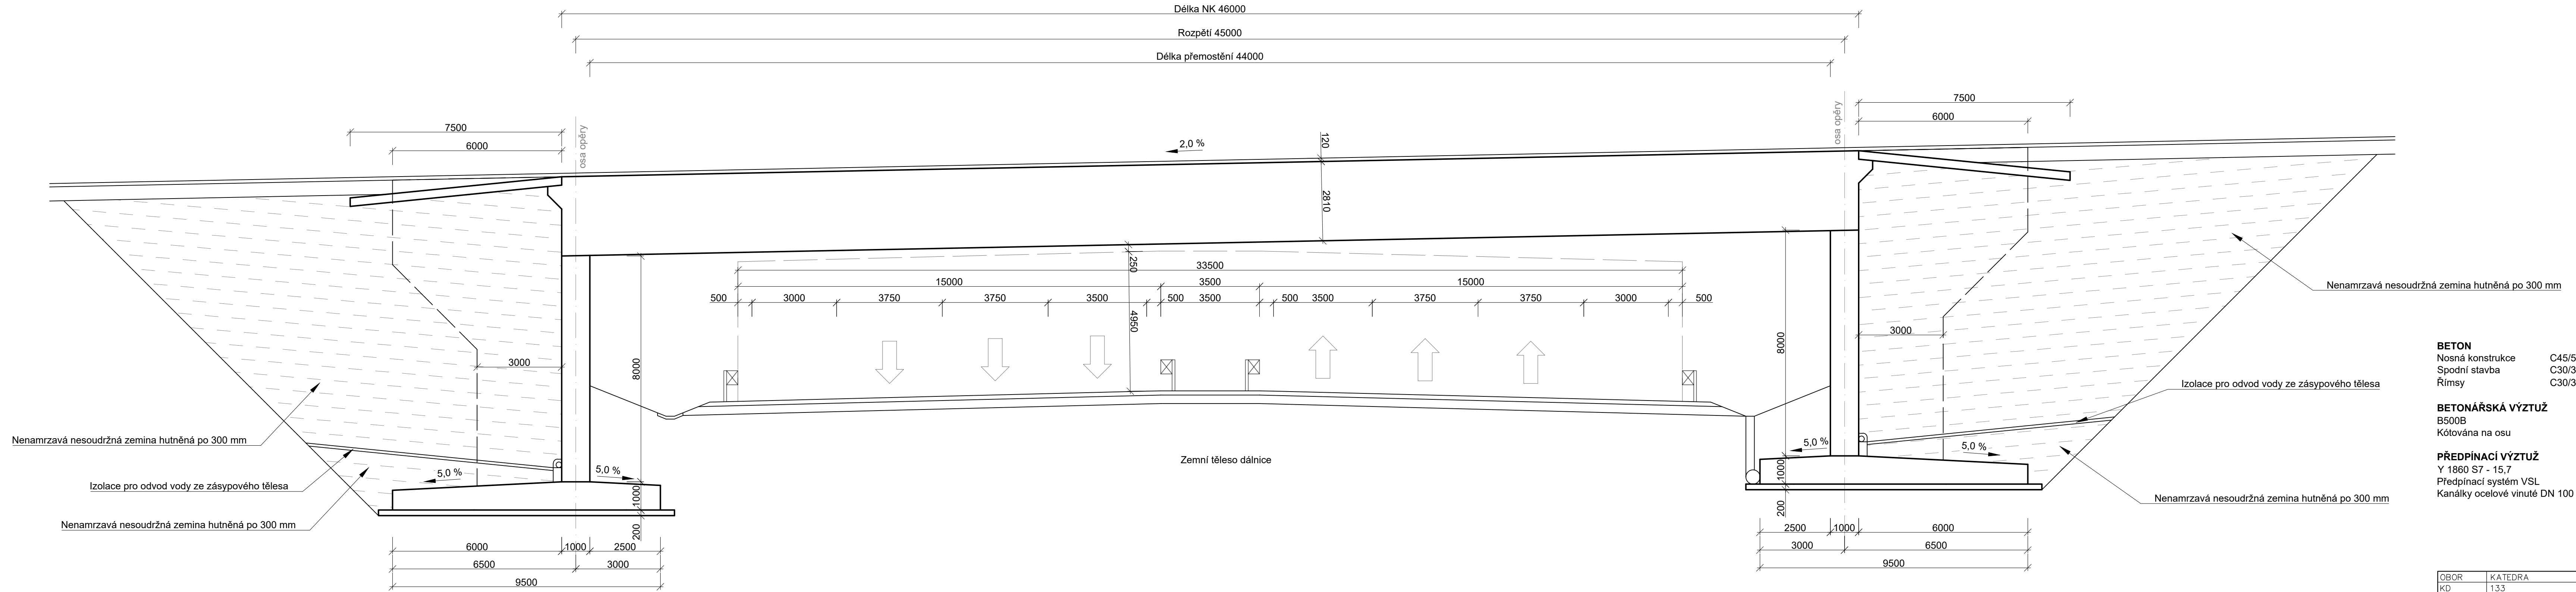 Délka NK 46000
Rozpětí 45000
Délka přemostění 44000
7500
6000
osa opěry
2,0 %
120
2810
osa opěry
7500
6000
250
33500
15000
3500
15000
500
3000
3750
3750
3500
500
3500
500
3500
3750
3750
3000
500
4950
8000
8000
3000
3000
Nenamrzavá nesoudržná zemina hutněná po 300 mm
Nenamrzavá nesoudržná zemina hutněná po 300 mm
Izolace pro odvod vody ze zásypového tělesa
Izolace pro odvod vody ze zásypového tělesa
Nenamrzavá nesoudržná zemina hutněná po 300 mm
Nenamrzavá nesoudržná zemina hutněná po 300 mm
Zemní těleso dálnice
5,0 %
5,0 %
5,0 %
5,0 %
1000
200
1000
200
6000
1000
2500
6500
3000
9500
2500
1000
6000
3000
6500
9500
BETON
Nosná konstrukce C45/5
Spodní stavba C30/3
Římsy C30/3
BETONÁŘSKÁ VÝZTUŽ
B500B
Kótována na osu
PŘEDPÍNACÍ VÝZTUŽ
Y 1860 S7 - 15,7
Předpínací systém VSL
Kanálky ocelové vinuté DN 100
OBOR KATEDRA
KD 133